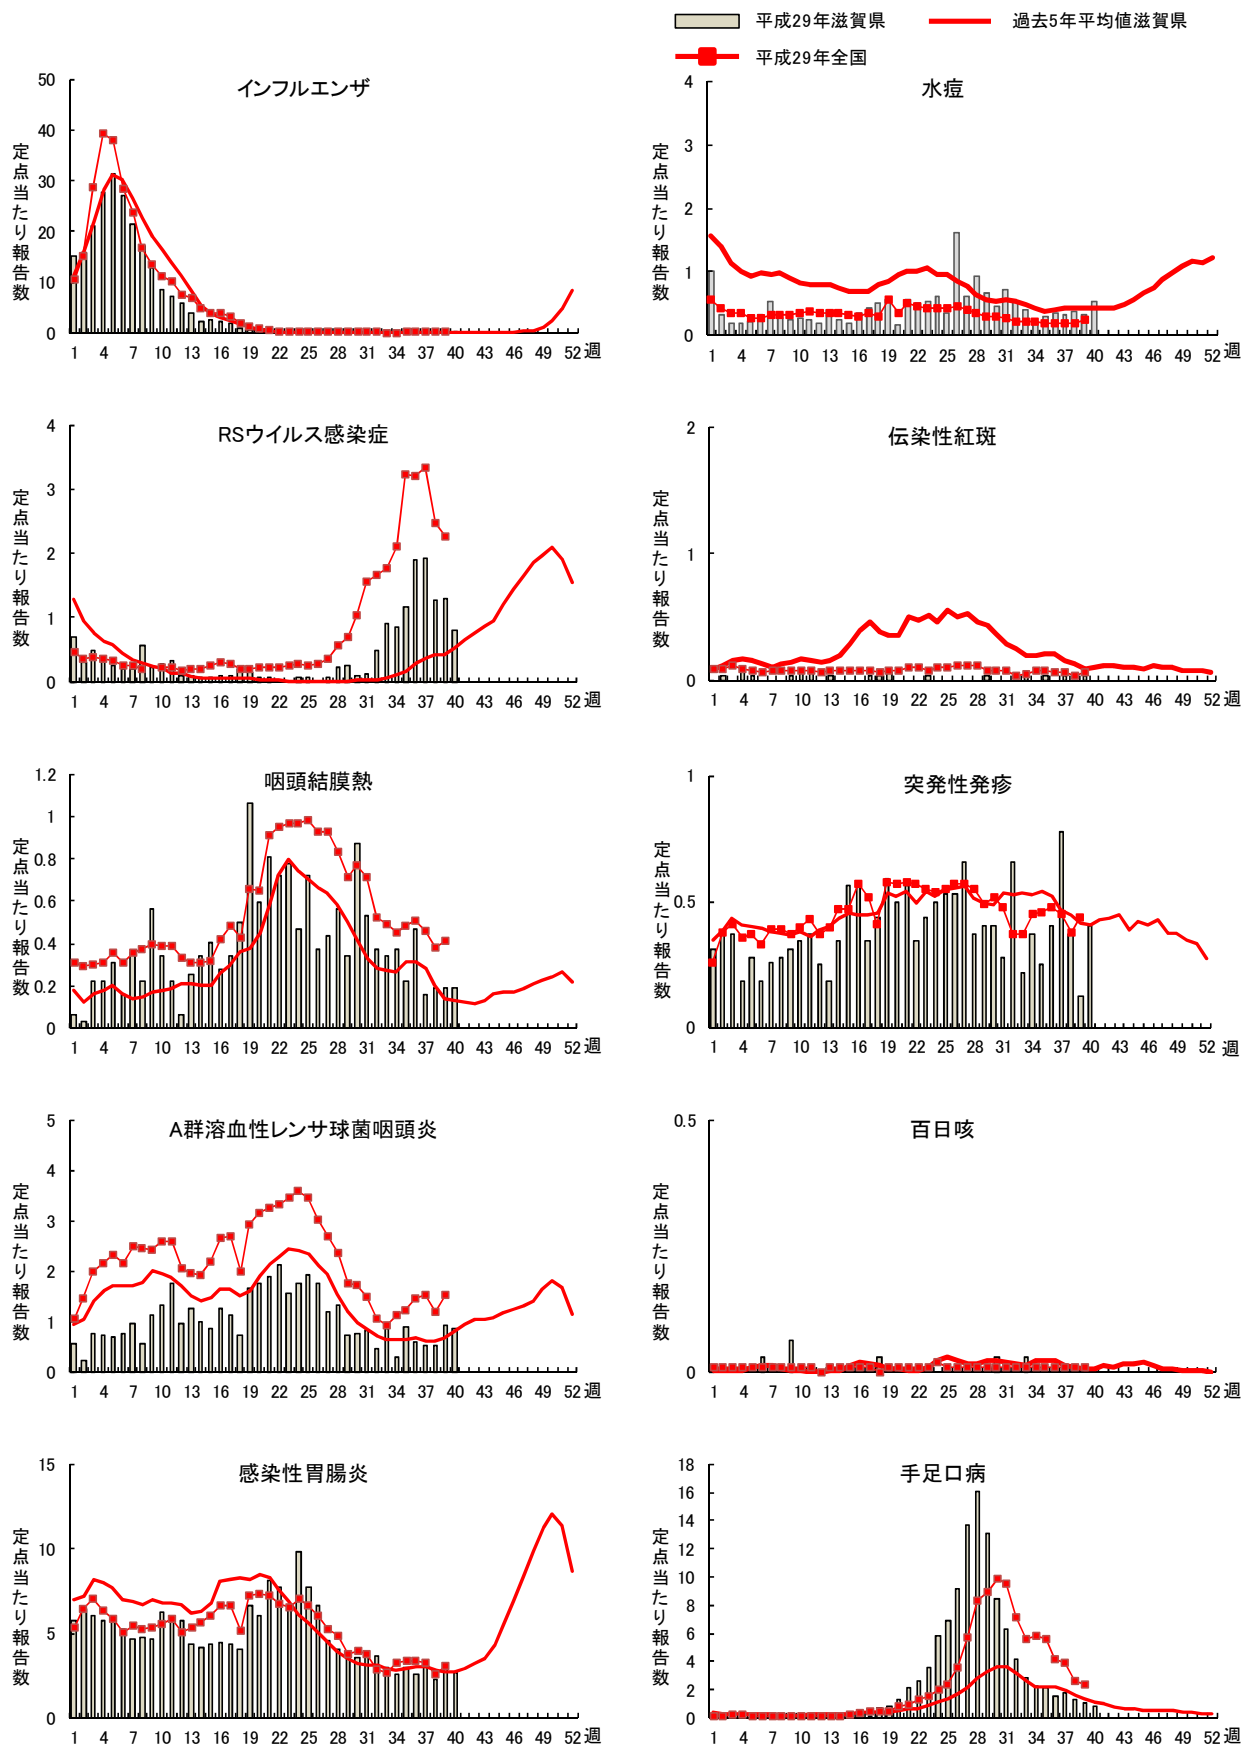 平成29年滋賀県 過去5年平均値滋賀県
平成29年全国
インフルエンザ
定点当たり報告数
50
40
30
20
10
0
1 4 7 10 13 16 19 22 25 28 31 34 37 40 43 46 49 52 週
水痘
定点当たり報告数
4
3
2
1
0
1 4 7 10 13 16 19 22 25 28 31 34 37 40 43 46 49 52 週
RSウイルス感染症
定点当たり報告数
4
3
2
1
0
1 4 7 10 13 16 19 22 25 28 31 34 37 40 43 46 49 52 週
伝染性紅斑
定点当たり報告数
2
1
0
1 4 7 10 13 16 19 22 25 28 31 34 37 40 43 46 49 52 週
咽頭結膜熱
定点当たり報告数
1.2
1
0.8
0.6
0.4
0.2
0
1 4 7 10 13 16 19 22 25 28 31 34 37 40 43 46 49 52 週
突発性発疹
定点当たり報告数
1
0.5
0
1 4 7 10 13 16 19 22 25 28 31 34 37 40 43 46 49 52 週
A群溶血性レンサ球菌咽頭炎
定点当たり報告数
5
4
3
2
1
0
1 4 7 10 13 16 19 22 25 28 31 34 37 40 43 46 49 52 週
百日咳
定点当たり報告数
0.5
0
1 4 7 10 13 16 19 22 25 28 31 34 37 40 43 46 49 52 週
感染性胃腸炎
定点当たり報告数
15
10
5
0
1 4 7 10 13 16 19 22 25 28 31 34 37 40 43 46 49 52 週
手足口病
定点当たり報告数
18
16
14
12
10
8
6
4
2
0
1 4 7 10 13 16 19 22 25 28 31 34 37 40 43 46 49 52 週